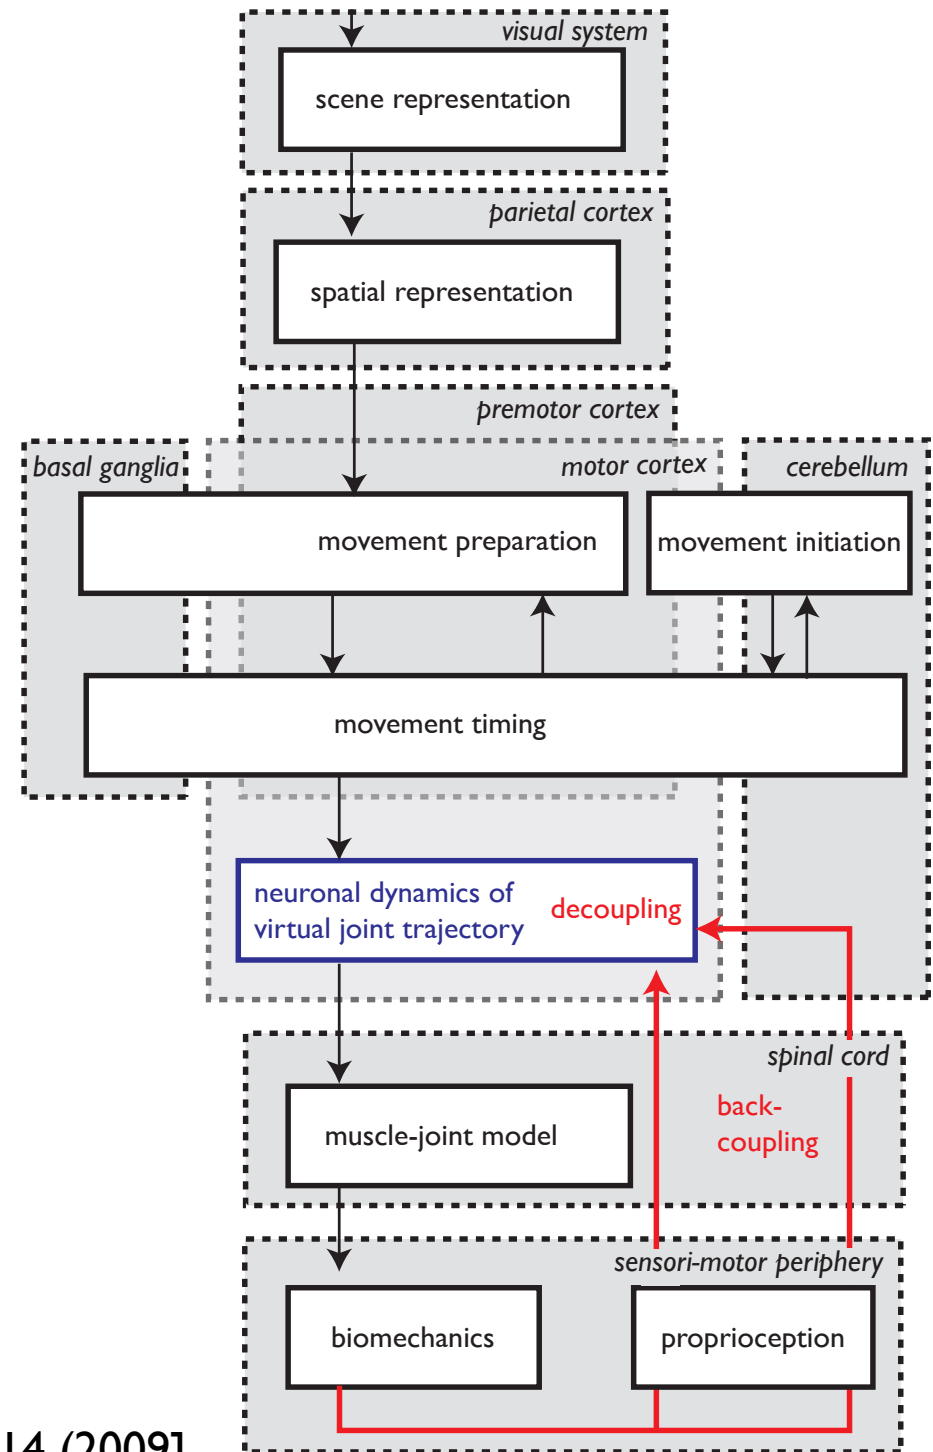 visual system
scene representation
parietal cortex
spatial representation
premotor cortex
basal ganglia
motor cortex
cerebellum
movement preparation
movement initiation
movement timing
neuronal dynamics of
virtual joint trajectory
decoupling
spinal cord
back-
coupling
muscle-joint model
sensori-motor periphery
biomechanics
proprioception
14 (2009]